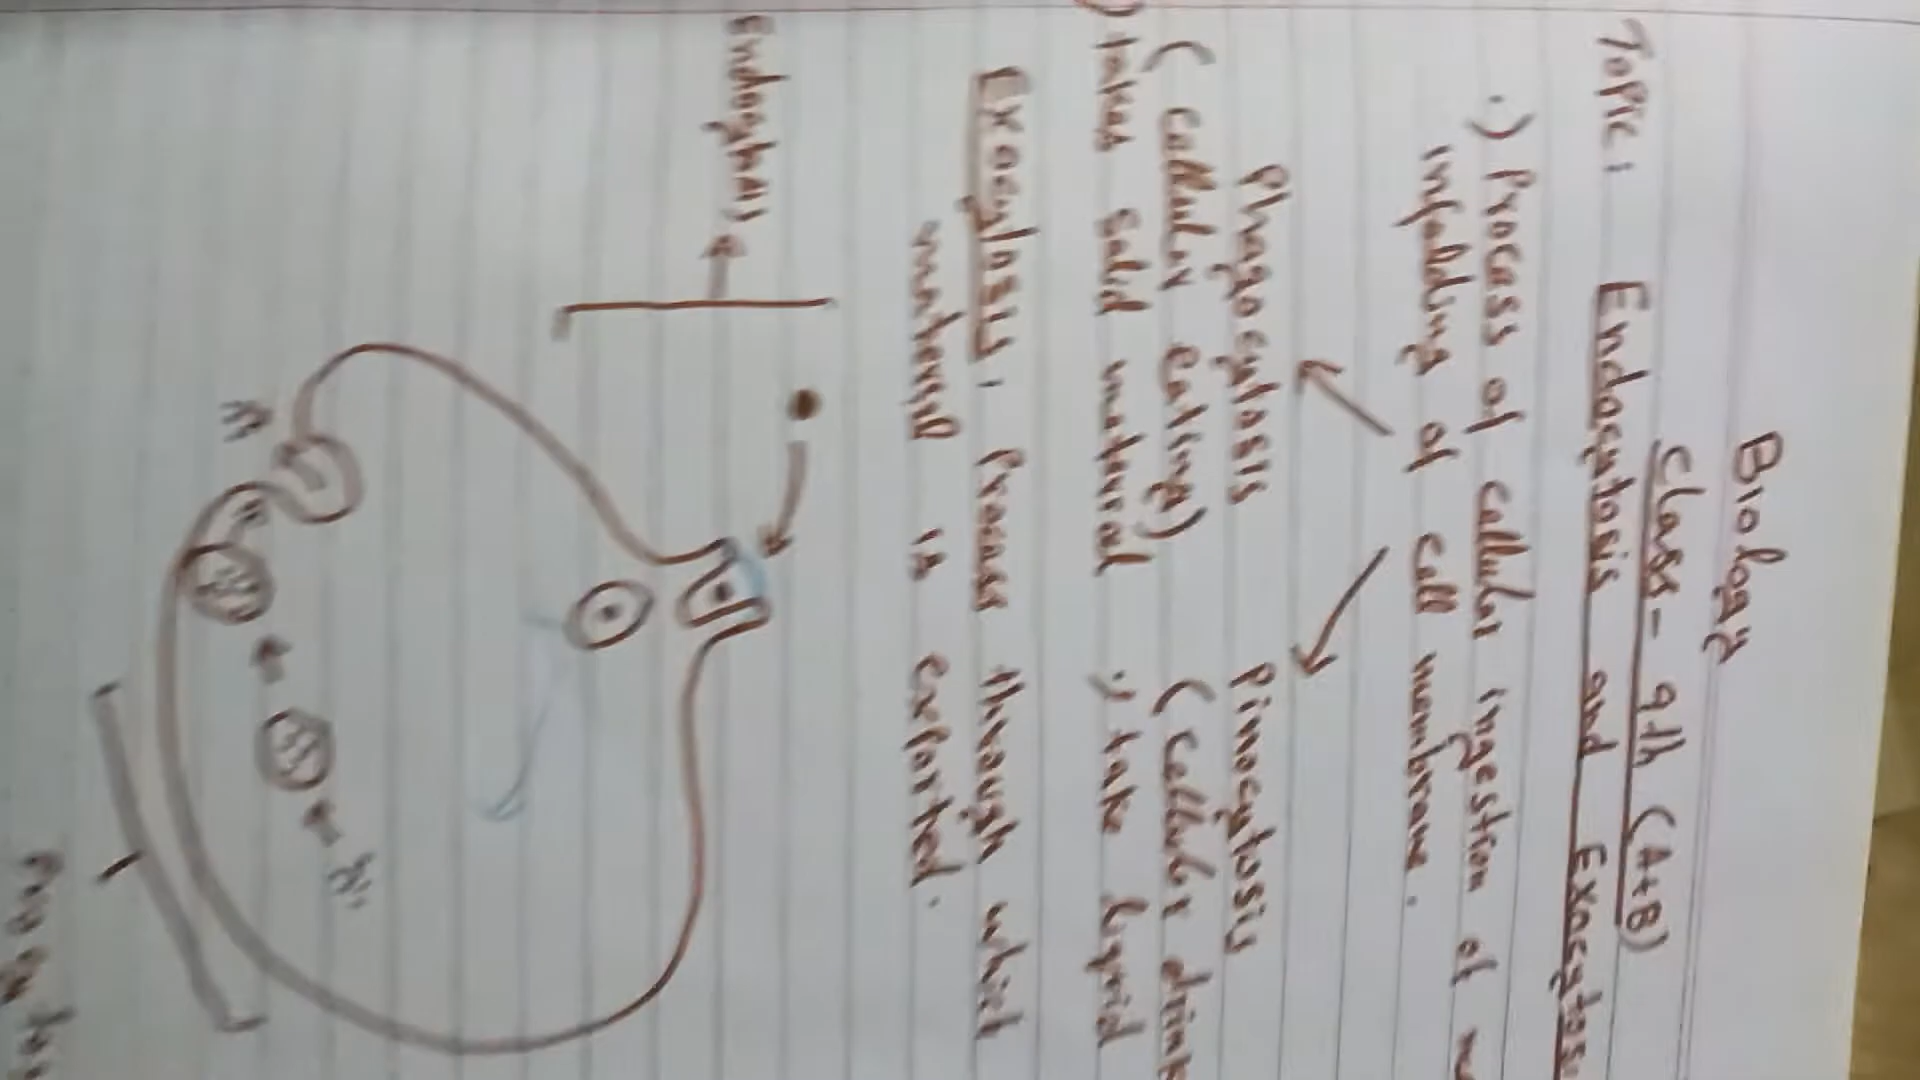 Biology
Class- 9th (A+B)
Topic: Endocytosis and Exocytosis
·) Process of cellular ingestion of
infolding of cell membrane.
Phagocytosis Pinocytosis
(Cellular eating) (Cellular drink
·) takes solid material ·) take liquid
Exocytosis: Process through which
material is exported.
Endocytosis